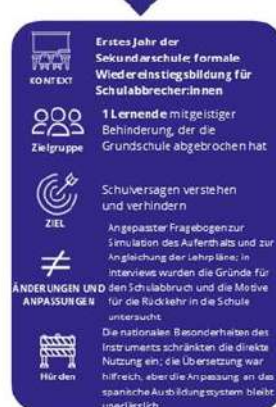 Erstes Jahr der
Sekundarschule; formale
Wiedereinstiegsbildung für
Schulabbrecher:innen
KONTEXT
1 Lernende mitgeistiger
Behinderung, der die
Grundschule abgebrochen hat
Zielgruppe
Schulversagen verstehen
und verhindern
ZIEL
Angepasster Fragebogen zur
Simulation des Aufenthalts und zur
Angleichung der Lehrpläne; in
Interviews wurden die Gründe für
den Schulabbruch und die Motive
für die Rückkehr in die Schule
untersucht
ÄNDERUNGEN UND
ANPASSUNGEN
Die nationalen Besonderheiten des
Instruments schränkten die direkte
Nutzung ein; die Übersetzung war
hilfreich, aber die Anpassung an das
spanische Ausbildungssystem bleibt
unerlässlich
Hürden